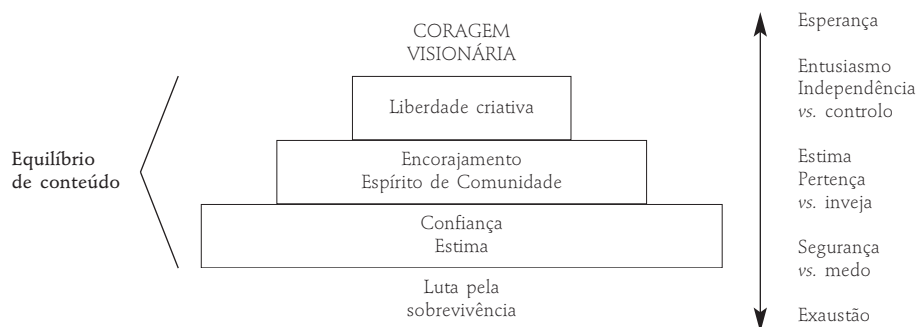 CORAGEM
VISIONÁRIA
Liberdade criativa
Encorajamento
Espírito de Comunidade
Confiança
Estima
Luta pela
sobrevivência
Equilíbrio
de conteúdo
Esperança
Entusiasmo
Independência
vs. controlo
Estima
Pertença
vs. inveja
Segurança
vs. medo
Exaustão